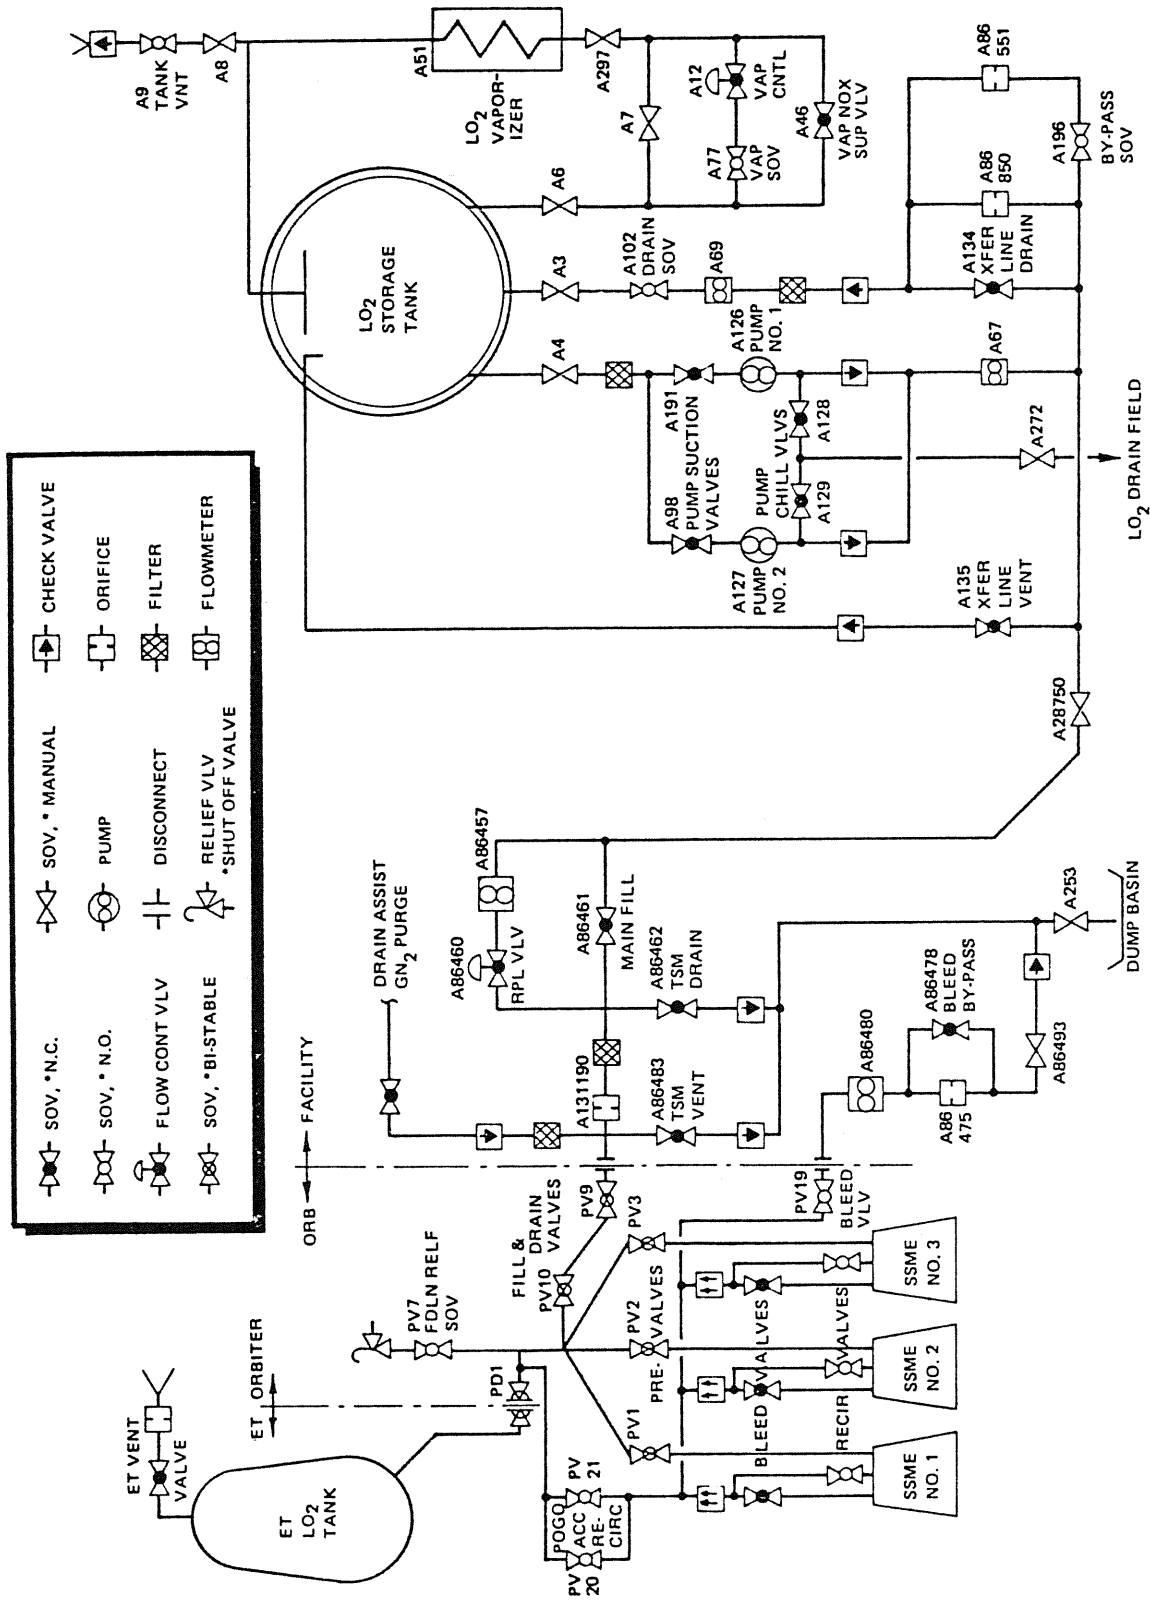 SOV, *N.C.
SOV, * N.O.
FLOW CONT VLV
SOV, *BI-STABLE
SOV, * MANUAL
PUMP
DISCONNECT
RELIEF VLV
*SHUT OFF VALVE
CHECK VALVE
ORIFICE
FILTER
FLOWMETER
ET VENT
VALVE
ET
LO2
TANK
ET
ORBITER
PV7
FDLN RELF
SOV
PD1
FILL &
DRAIN
VALVES
PV10
PV9
PV1
PV2
PV3
PRE-
VALVES
POGO
ACC
RE-
CIRC
PV
20
PV
21
BLEED
VALVES
RECIR
VALVES
SSME
NO. 1
SSME
NO. 2
SSME
NO. 3
PV19
BLEED
VLV
ORB
FACILITY
DRAIN ASSIST
GN2 PURGE
A86460
RPL VLV
A86457
A86461
MAIN FILL
A131190
A86483
TSM
VENT
A86462
TSM
DRAIN
A86480
A86
475
A86478
BLEED
BY-PASS
A86493
A253
DUMP BASIN
A28750
A135
XFER
LINE
VENT
LO2
STORAGE
TANK
A9
TANK
VNT
A8
A51
LO2
VAPOR-
IZER
A297
A7
A12
VAP
CNTL
A77
VAP
SOV
A46
VAP NOX
SUP VLV
A6
A3
A4
A102
DRAIN
SOV
A69
A191
A98
PUMP SUCTION
VALVES
A126
PUMP
NO. 1
A127
PUMP
NO. 2
PUMP
CHILL VLVS
A129
A128
A67
A272
LO2 DRAIN FIELD
A134
XFER
LINE
DRAIN
A86
850
A86
551
A196
BY-PASS
SOV